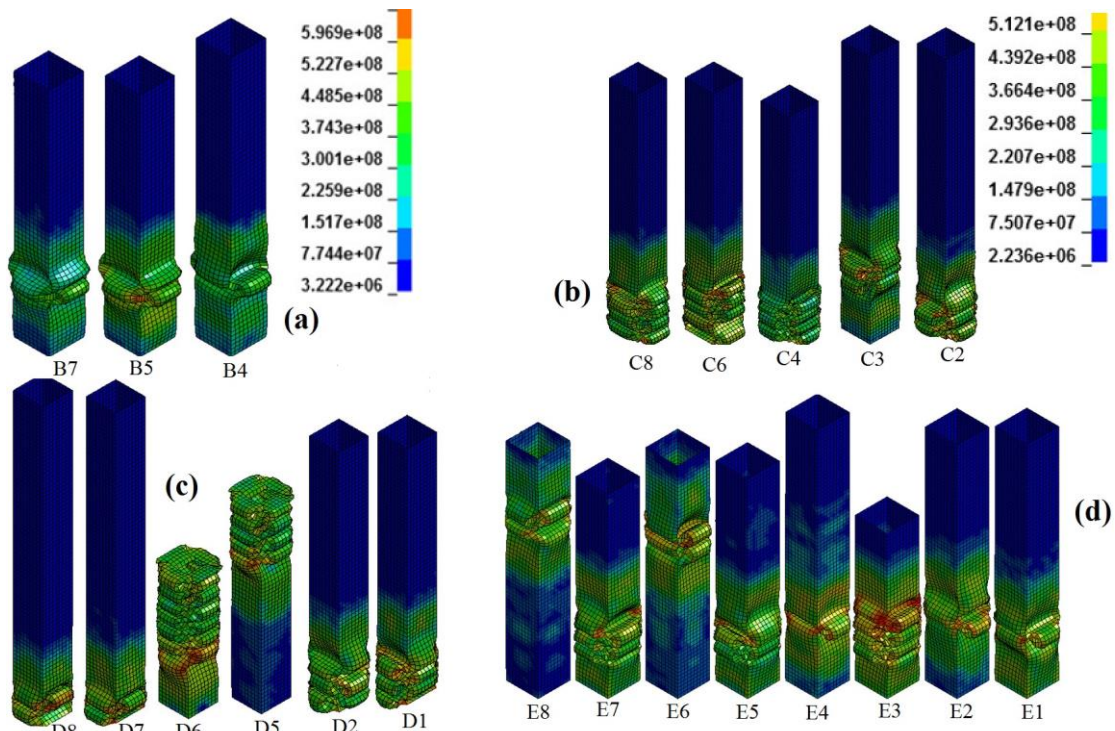 5.969e+08
5.227e+08
4.485e+08
3.743e+08
3.001e+08
2.259e+08
1.517e+08
7.744e+07
3.222e+06
(a)
B7 B5 B4
5.121e+08
4.392e+08
3.664e+08
2.936e+08
2.207e+08
1.479e+08
7.507e+07
2.236e+06
(b)
C8 C6 C4 C3 C2
(c)
D8 D7 D6 D5 D2 D1
(d)
E8 E7 E6 E5 E4 E3 E2 E1